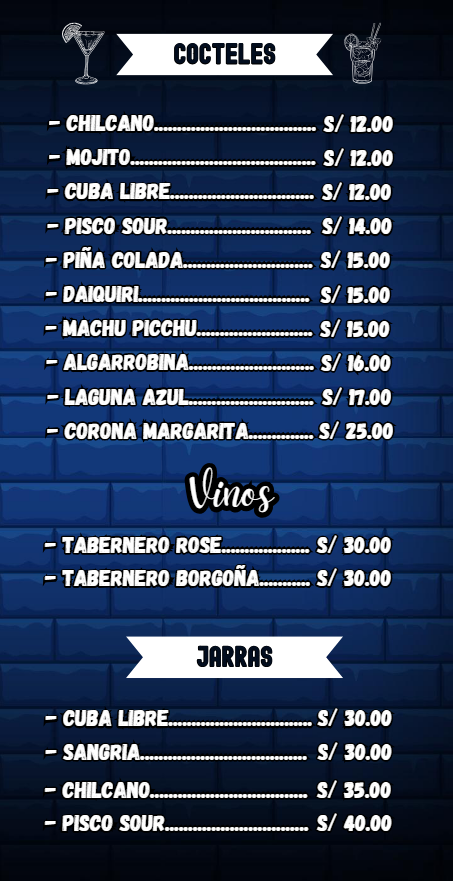 COCTELES
- CHILCANO................................ S/ 12.00
- MOJITO..................................... S/ 12.00
- CUBA LIBRE............................. S/ 12.00
- PISCO SOUR............................. S/ 14.00
- PIÑA COLADA.......................... S/ 15.00
- DAIQUIRI.................................. S/ 15.00
- MACHU PICCHU....................... S/ 15.00
- ALGARROBINA......................... S/ 16.00
- LAGUNA AZUL......................... S/ 17.00
- CORONA MARGARITA............. S/ 25.00
Vinos
- TABERNERO ROSE.................. S/ 30.00
- TABERNERO BORGOÑA.......... S/ 30.00
JARRAS
- CUBA LIBRE............................. S/ 30.00
- SANGRIA.................................. S/ 30.00
- CHILCANO................................ S/ 35.00
- PISCO SOUR............................. S/ 40.00